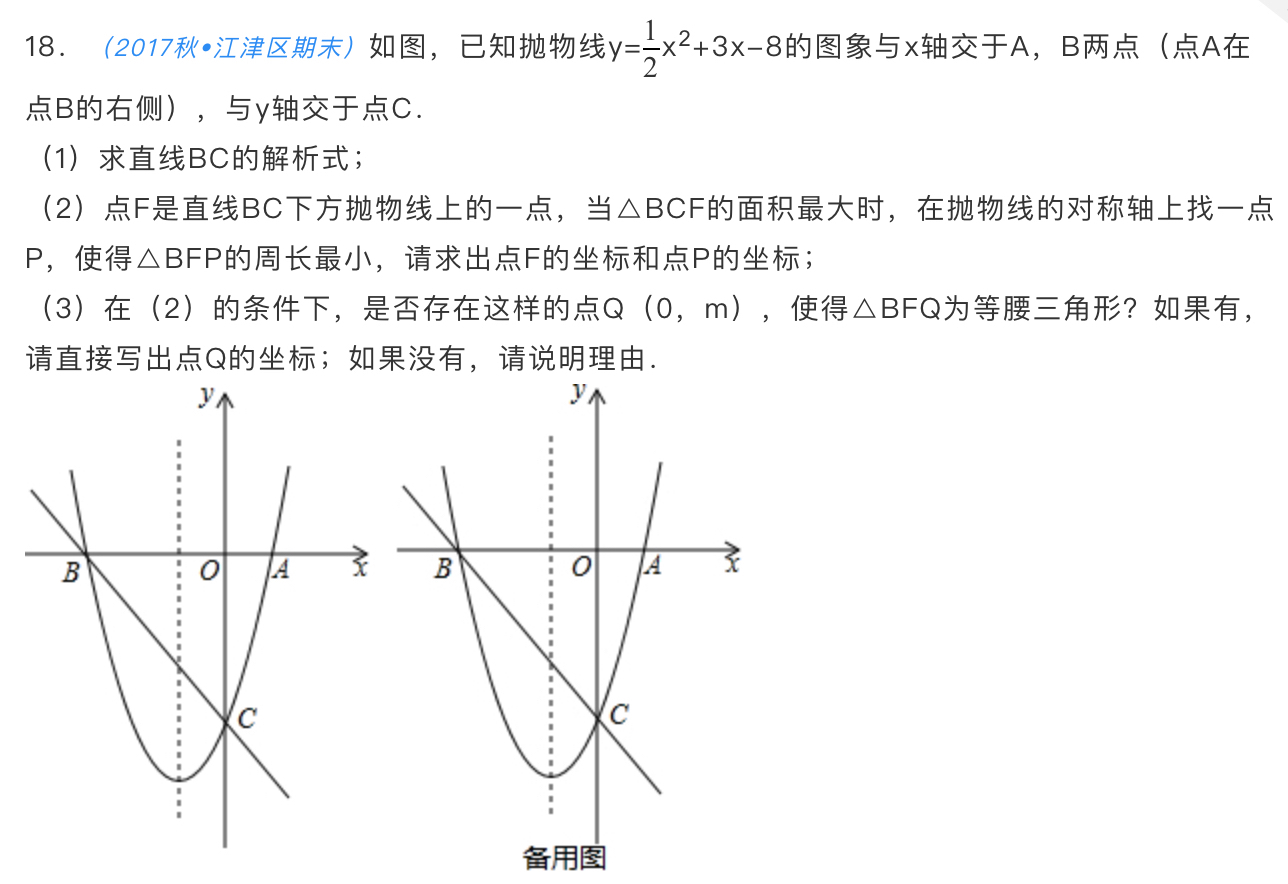 18. （2017秋•江津区期末）如图，已知抛物线y=\frac{1}{2}x²+3x−8的图象与x轴交于A，B两点（点A在
点B的右侧），与y轴交于点C.
（1）求直线BC的解析式；
（2）点F是直线BC下方抛物线上的一点，当△BCF的面积最大时，在抛物线的对称轴上找一点
P，使得△BFP的周长最小，请求出点F的坐标和点P的坐标；
（3）在（2）的条件下，是否存在这样的点Q（0，m），使得△BFQ为等腰三角形？如果有，
请直接写出点Q的坐标；如果没有，请说明理由.
y
B O A x
C
y
B O A x
C
备用图